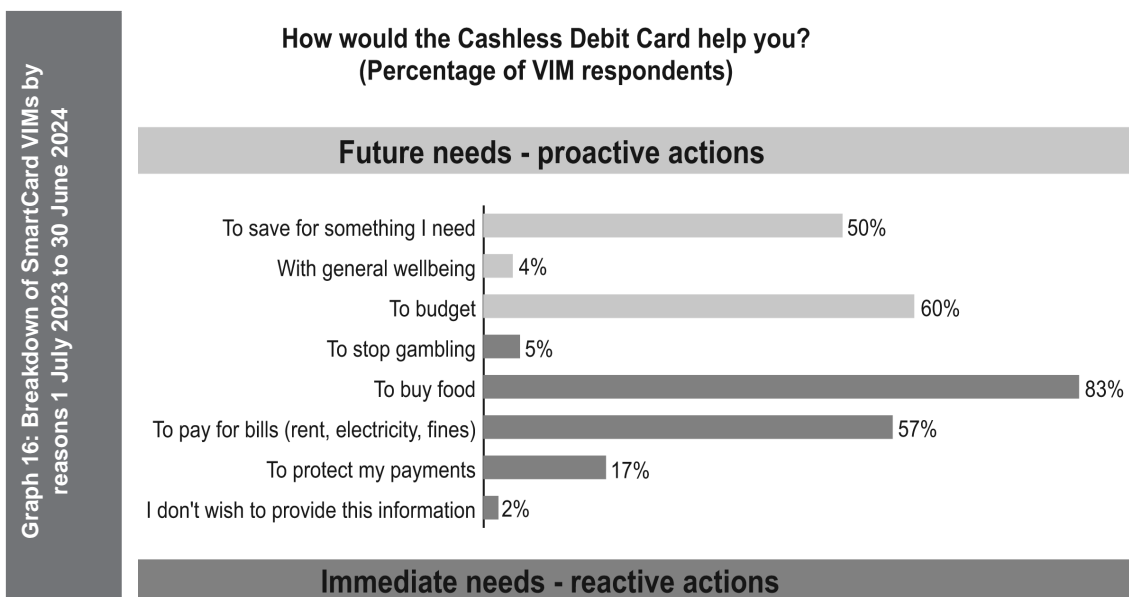 Graph 16: Breakdown of SmartCard VIMs by
reasons 1 July 2023 to 30 June 2024
How would the Cashless Debit Card help you?
(Percentage of VIM respondents)
Future needs - proactive actions
To save for something I need 50%
With general wellbeing 4%
To budget 60%
To stop gambling 5%
To buy food 83%
To pay for bills (rent, electricity, fines) 57%
To protect my payments 17%
I don't wish to provide this information 2%
Immediate needs - reactive actions